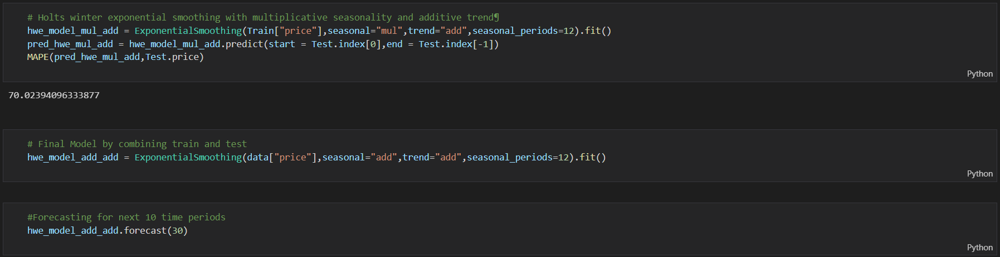 # Holts winter exponential smoothing with multiplicative seasonality and additive trend¶
hwe_model_mul_add = ExponentialSmoothing(Train["price"],seasonal="mul",trend="add",seasonal_periods=12).fit()
pred_hwe_mul_add = hwe_model_mul_add.predict(start = Test.index[0],end = Test.index[-1])
MAPE(pred_hwe_mul_add,Test.price)
Python
70.02394096333877
# Final Model by combining train and test
hwe_model_add_add = ExponentialSmoothing(data["price"],seasonal="add",trend="add",seasonal_periods=12).fit()
Python
#Forecasting for next 10 time periods
hwe_model_add_add.forecast(30)
Python